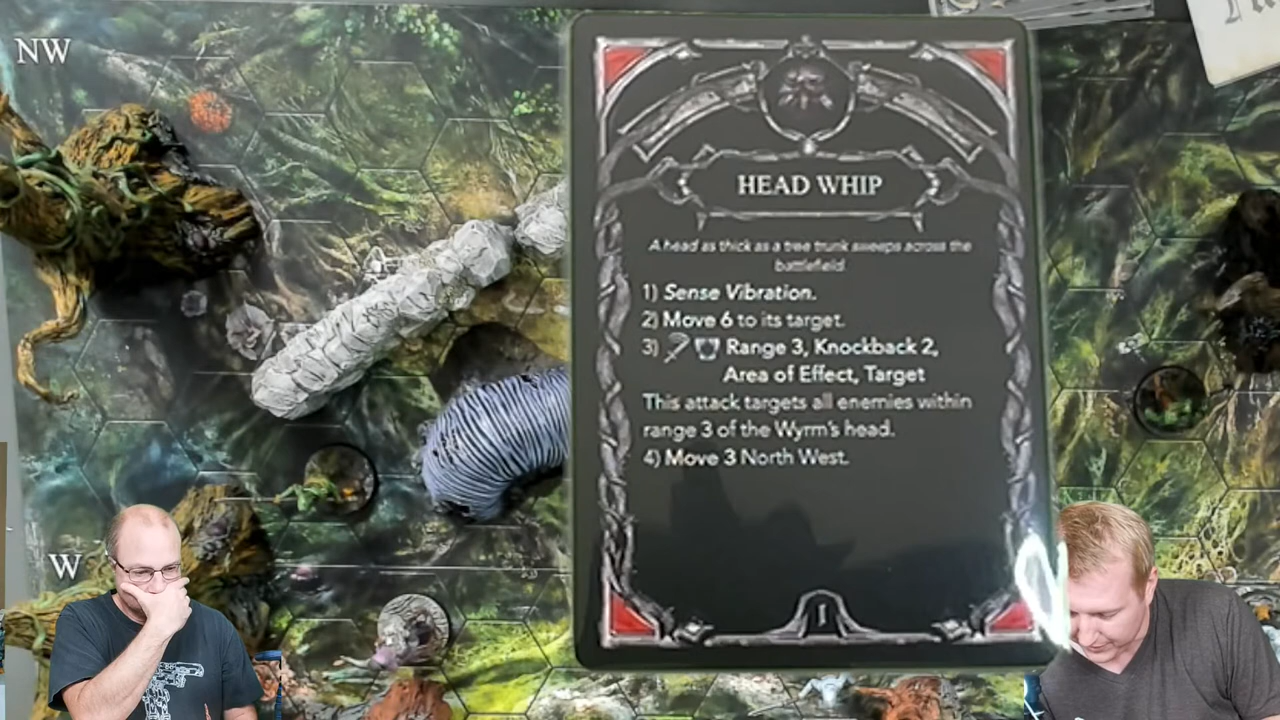 NW
HEAD WHIP
A head as thick as a tree trunk sweeps across the
battlefield
1) Sense Vibration.
2) Move 6 to its target.
3) Range 3, Knockback 2,
Area of Effect, Target
This attack targets all enemies within
range 3 of the Wyrm's head.
4) Move 3 North West.
I
W